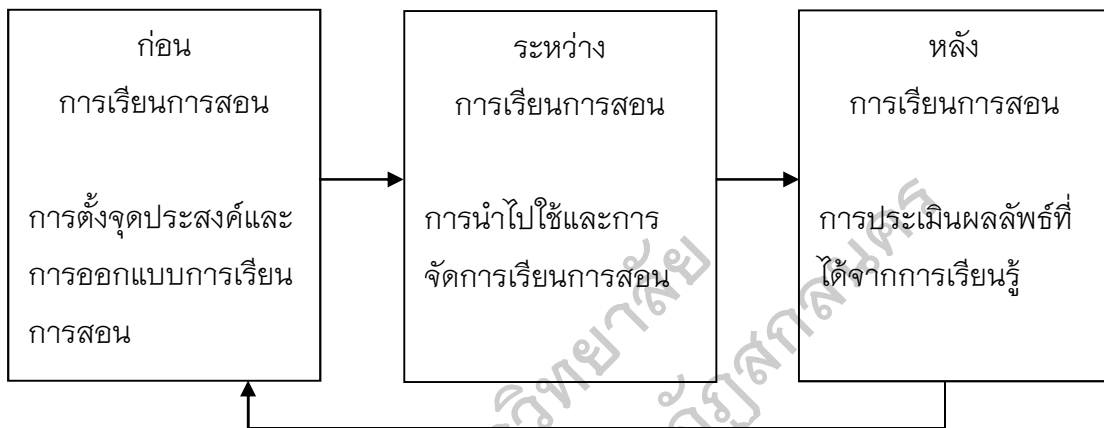 ก่อน
การเรียนการสอน
การตั้งจุดประสงค์และ
การออกแบบการเรียน
การสอน
ระหว่าง
การเรียนการสอน
การนำไปใช้และการ
จัดการเรียนการสอน
หลัง
การเรียนการสอน
การประเมินผลลัพธ์ที่
ได้จากการเรียนรู้